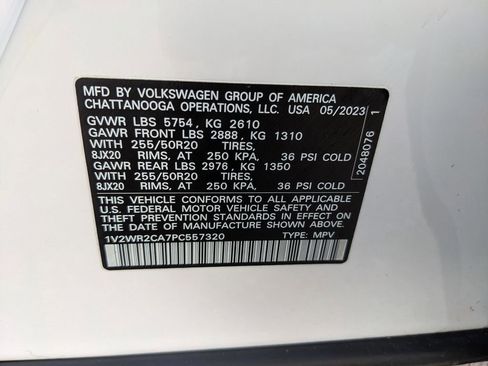 MFD BY VOLKSWAGEN GROUP OF AMERICA
CHATTANOOGA OPERATIONS, LLC. USA 05/2023
GVWR LBS 5754, KG 2610
GAWR FRONT LBS 2888, KG 1310
WITH 255/50R20 TIRES,
8JX20 RIMS, AT 250 KPA, 36 PSI COLD
GAWR REAR LBS 2976, KG 1350
WITH 255/50R20 TIRES,
8JX20 RIMS, AT 250 KPA, 36 PSI COLD
THIS VEHICLE CONFORMS TO ALL APPLICABLE
U.S. FEDERAL MOTOR VEHICLE SAFETY AND
THEFT PREVENTION STANDARDS IN EFFECT ON
THE DATE OF MANUFACTURE SHOWN ABOVE.
1V2WR2CA7PC557320 TYPE: MPV
2048076 1